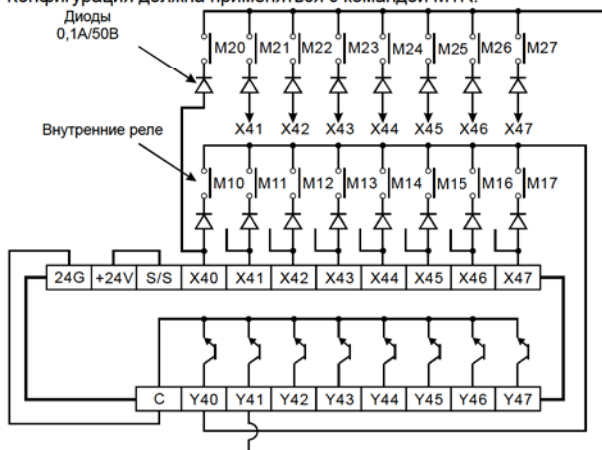 конфигурация должна применяться с командой MTR.
Диоды
0,1A/50В
M20 M21 M22 M23 M24 M25 M26 M27
X41 X42 X43 X44 X45 X46 X47
Внутренние реле
M10 M11 M12 M13 M14 M15 M16 M17
24G +24V S/S X40 X41 X42 X43 X44 X45 X46 X47
C Y40 Y41 Y42 Y43 Y44 Y45 Y46 Y47